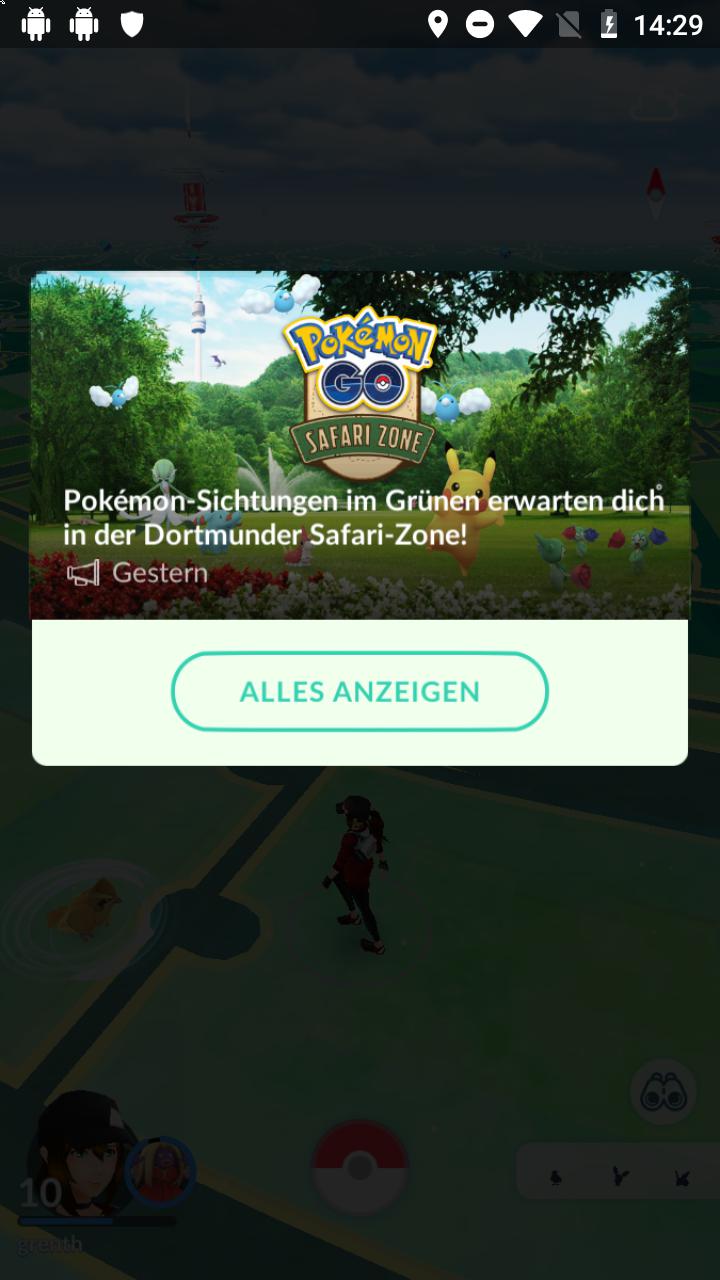 14:29
POKÉMON
GO
SAFARI ZONE
Pokémon-Sichtungen im Grünen erwarten dich
in der Dortmunder Safari-Zone!
Gestern
ALLES ANZEIGEN
10
grenth